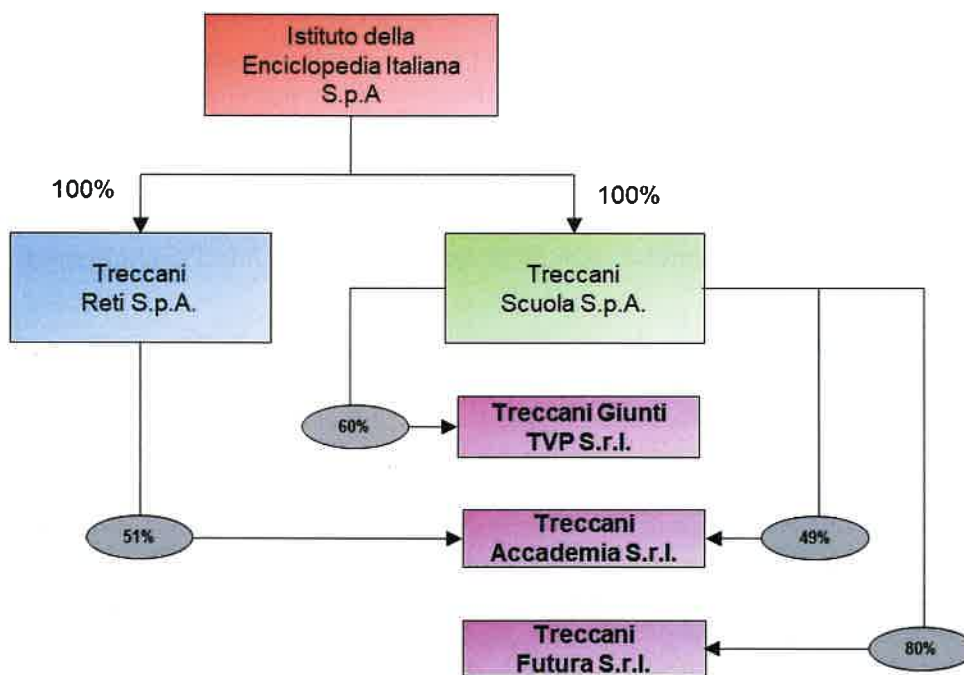 Istituto della
Enciclopedia Italiana
S.p.A
100%
100%
Treccani
Reti S.p.A.
Treccani
Scuola S.p.A.
60%
Treccani Giunti
TVP S.r.l.
51%
Treccani
Accademia S.r.l.
49%
Treccani
Futura S.r.l.
80%